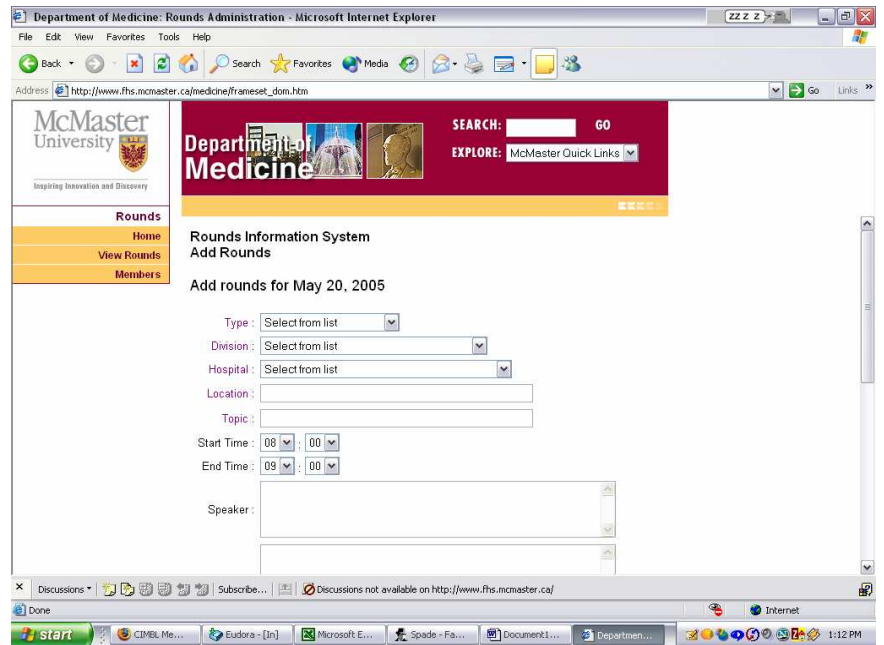 Department of Medicine: Rounds Administration - Microsoft Internet Explorer
ZZ Z Z
File Edit View Favorites Tools Help
Back Search Favorites Media
Address http://www.fhs.mcmaster.ca/medicine/frameset_dom.htm Go Links »
McMaster
University
Inspiring Innovation and Discovery
Department of
Medicine
SEARCH: GO
EXPLORE: McMaster Quick Links
Rounds
Home
View Rounds
Members
Rounds Information System
Add Rounds
Add rounds for May 20, 2005
Type : Select from list
Division : Select from list
Hospital : Select from list
Location :
Topic :
Start Time : 08 : 00
End Time : 09 : 00
Speaker :
Discussions Subscribe... Discussions not available on http://www.fhs.mcmaster.ca/
Done Internet
start CIMBL Me... Eudora - [In] Microsoft E... Spade - Fa... Document1... Departmen... 1:12 PM